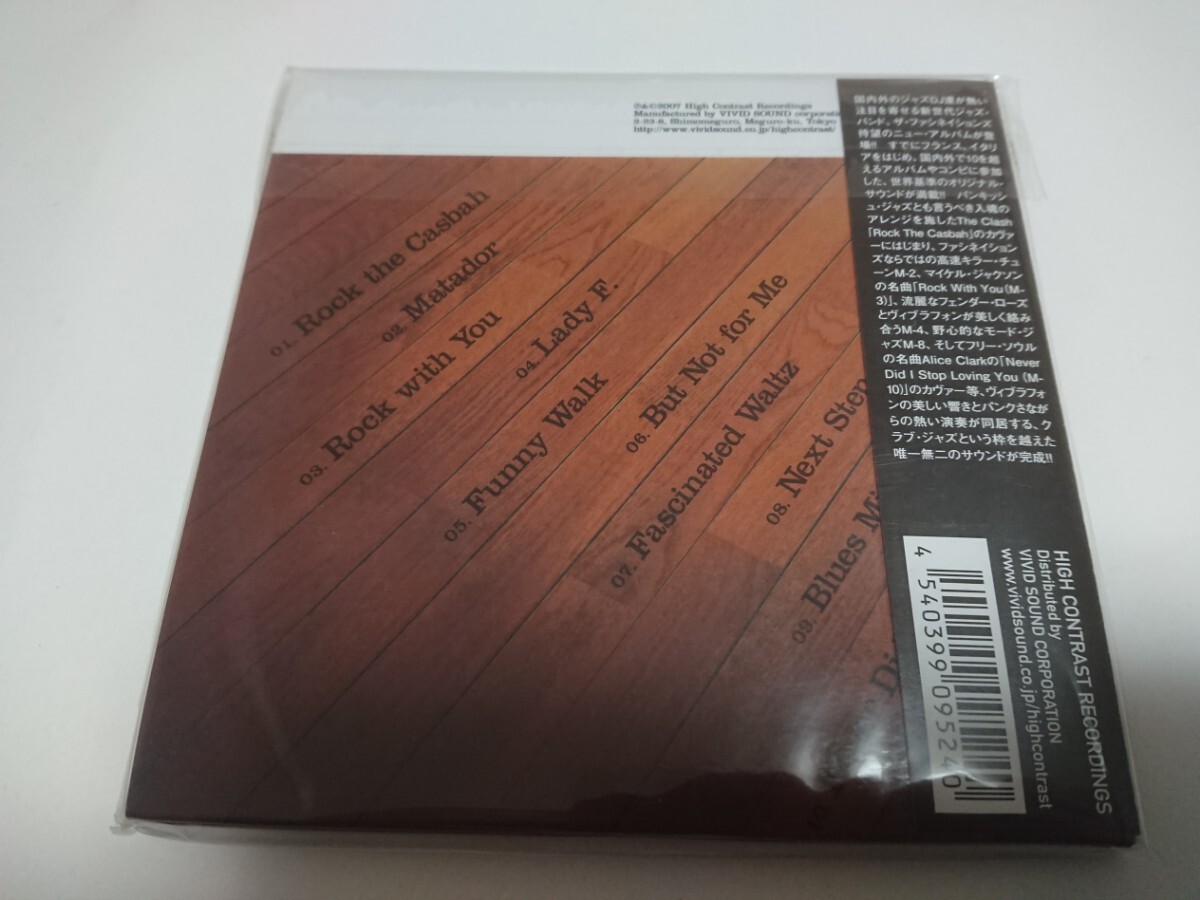 ℗&©2007 High Contrast Recordings
Manufactured by VIVID SOUND
2-23-8, Shimomeguro, Meguro-ku, Tokyo
http://www.vividsound.co.jp/highcontrast/
01. Rock the Casbah
02. Matador
03. Rock with You
04. Lady F.
05. Funny Walk
06. But Not for Me
07. Fascinated Waltz
08. Next Step
09. Blues
国内外のジャズDJ達が熱い
注目を寄せる新世代ジャズ・
バンド、ザ・ファシネイションズ
待望のニュー・アルバムが登
場!! すでにフランス、イタリ
アをはじめ、国内外で10を超
えるアルバムやコンピに参加
した、世界基準のオリジナル・
サウンドが満載!! パンキッシ
ュ・ジャズとも言うべき入魂の
アレンジを施したThe Clash
「Rock The Casbah」のカヴァ
ーにはじまり、ファシネイション
ズならではの高速キラー・チュ
ーンM-2、マイケル・ジャクソン
の名曲「Rock With You（M-
3）」、流麗なフェンダー・ローズ
とヴィブラフォンが美しく絡み
合うM-4、野心的なモード・ジ
ャズM-8、そしてフリー・ソウル
の名曲Alice Clarkの「Never
Did I Stop Loving You（M-
10）」のカヴァー等、ヴィブラフォ
ンの美しい響きとパンクさなが
らの熱い演奏が同居する、ク
ラブ・ジャズという枠を越えた
唯一無二のサウンドが完成!!
4 540399 095240
HIGH CONTRAST RECORDINGS
Distributed by
VIVID SOUND CORPORATION
www.vividsound.co.jp/highcontrast